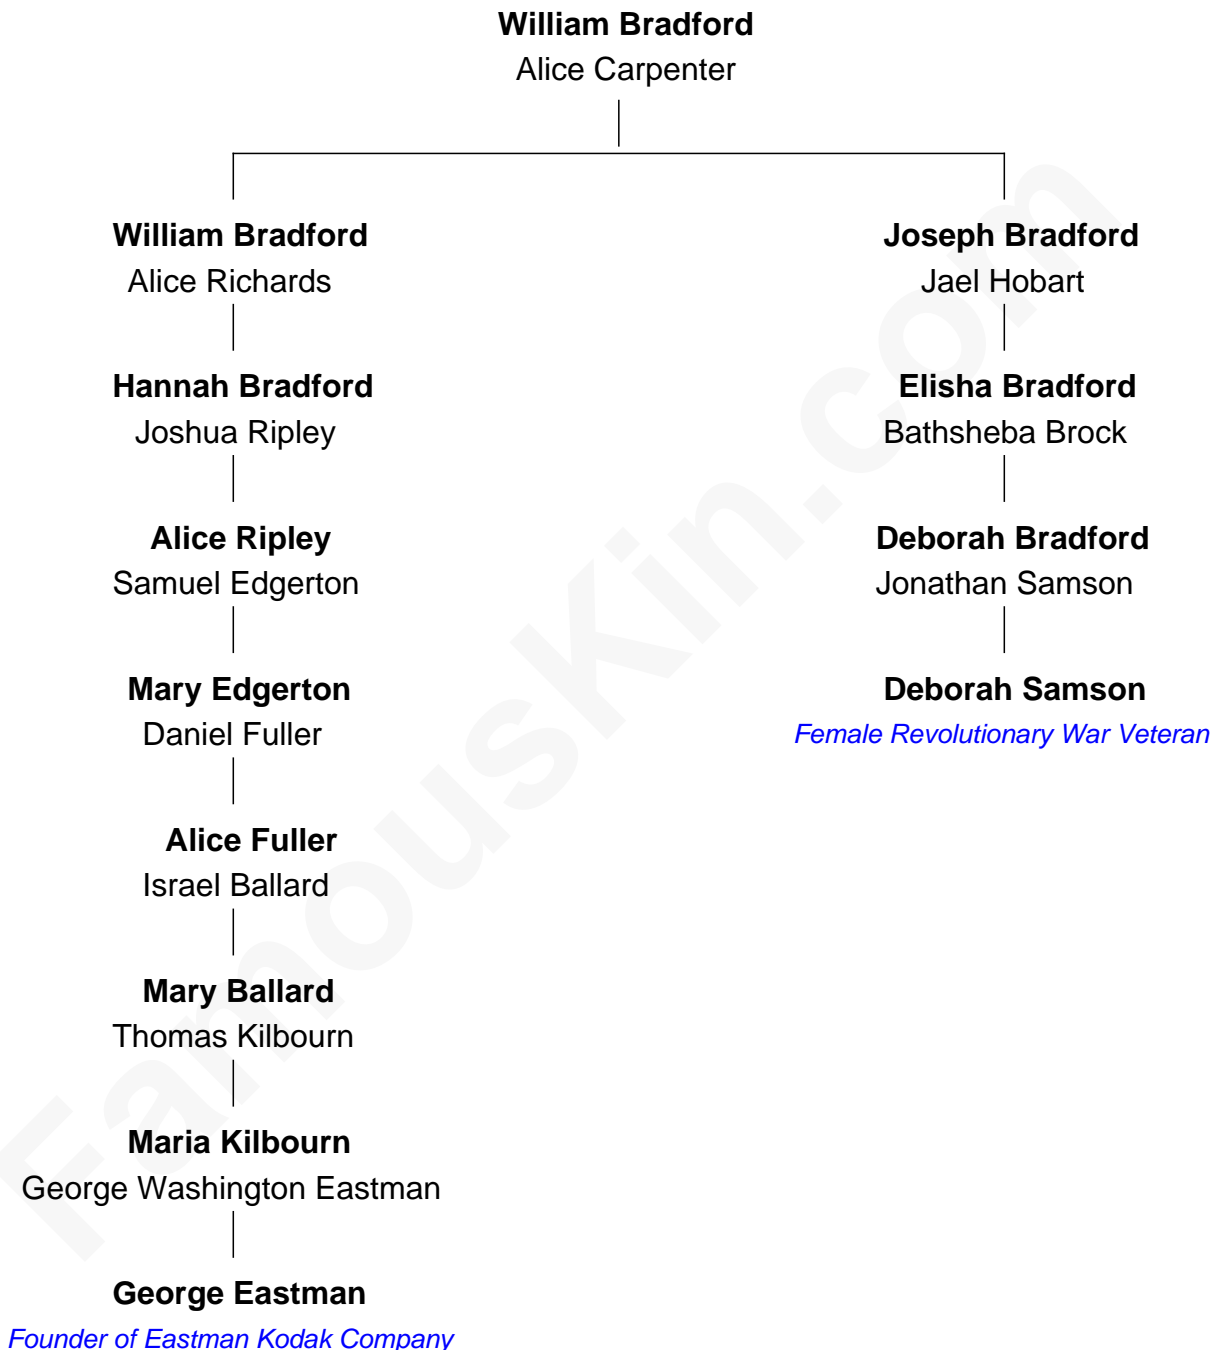 William Bradford
Alice Carpenter
William Bradford
Alice Richards
Hannah Bradford
Joshua Ripley
Alice Ripley
Samuel Edgerton
Mary Edgerton
Daniel Fuller
Alice Fuller
Israel Ballard
Mary Ballard
Thomas Kilbourn
Maria Kilbourn
George Washington Eastman
George Eastman
Founder of Eastman Kodak Company
Joseph Bradford
Jael Hobart
Elisha Bradford
Bathsheba Brock
Deborah Bradford
Jonathan Samson
Deborah Samson
Female Revolutionary War Veteran
FamousKin.com